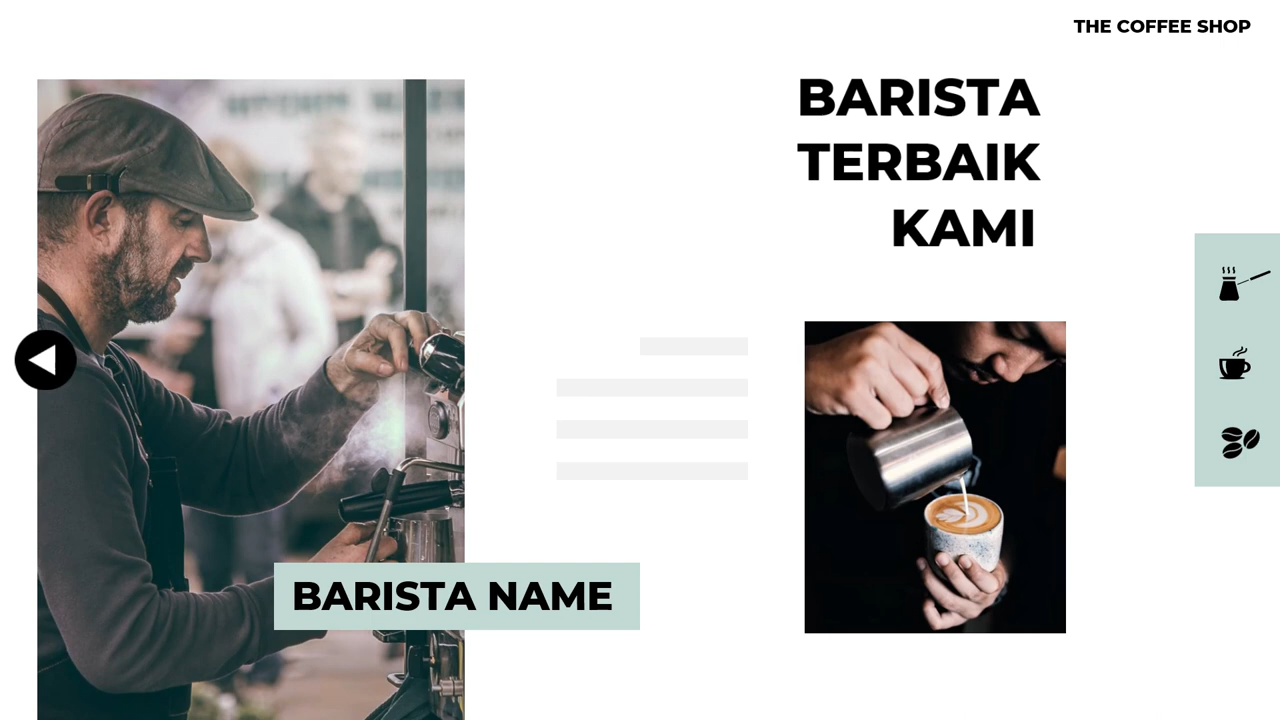 THE COFFEE SHOP
BARISTA
TERBAIK
KAMI
BARISTA NAME